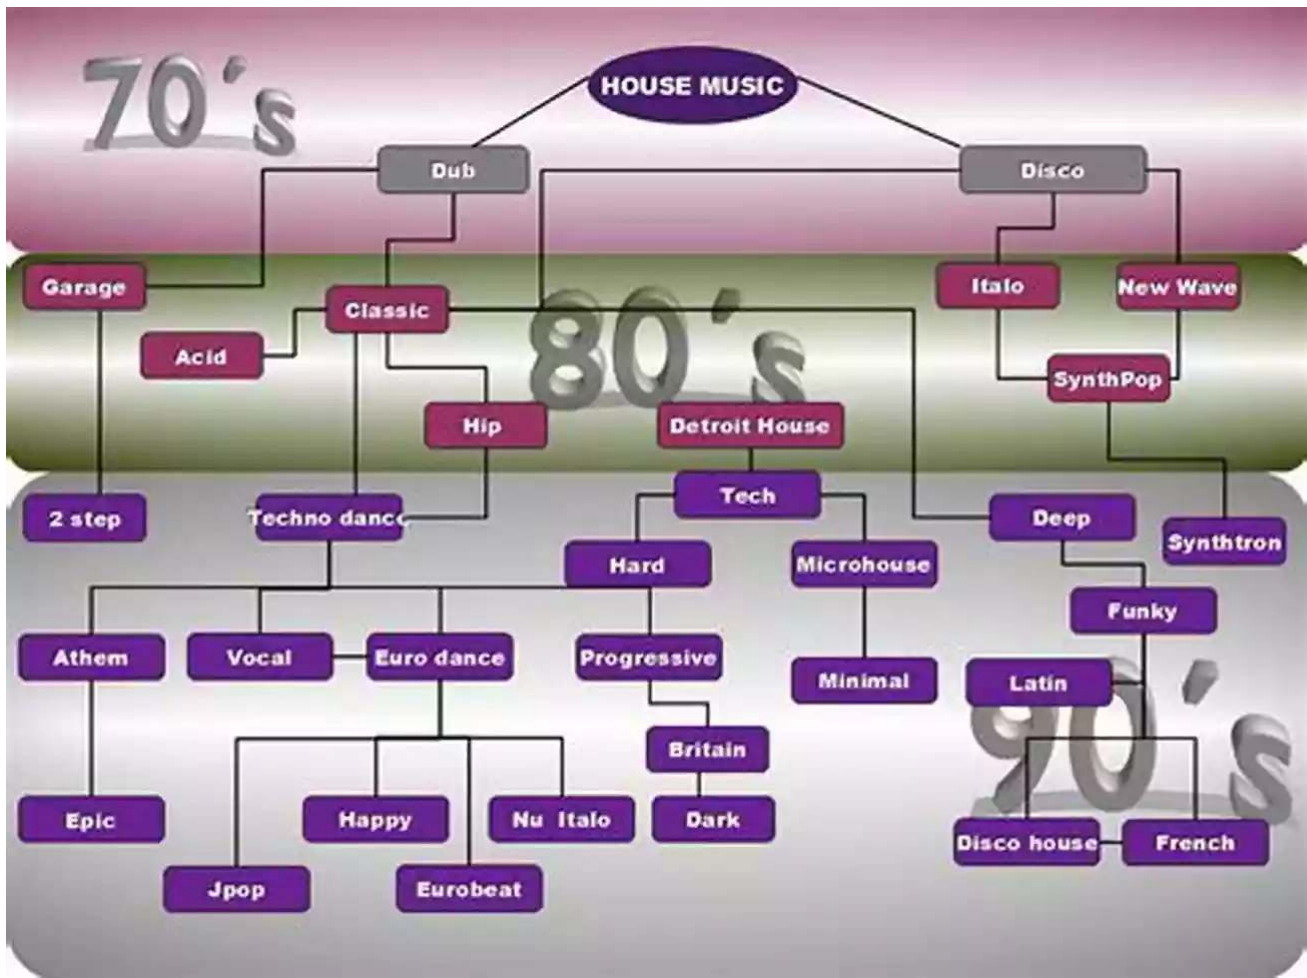 70's
HOUSE MUSIC
Dub
Disco
Garage
Classic
Italo
New Wave
80's
Acid
SynthPop
Hip
Detroit House
Tech
2 step
Techno dance
Deep
Synthtron
Hard
Microhouse
Funky
Athem
Vocal
Euro dance
Progressive
Minimal
Latin
90's
Britain
Epic
Happy
Nu Italo
Dark
Disco house
French
Jpop
Eurobeat